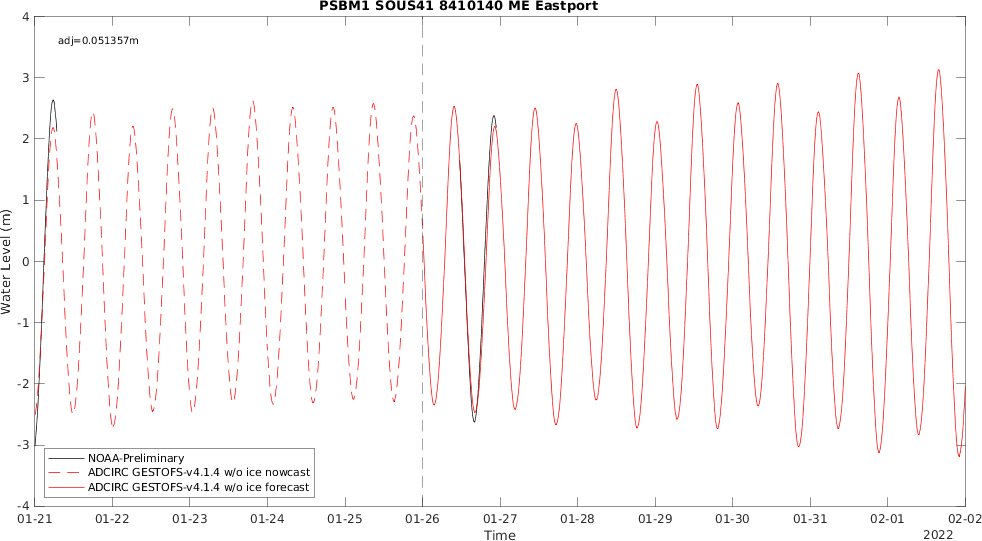 PSBM1 SOUS41 8410140 ME Eastport
adj=0.051357m
4
3
2
1
0
-1
-2
-3
-4
Water Level (m)
NOAA-Preliminary
ADCIRC GESTOFS-v4.1.4 w/o ice nowcast
ADCIRC GESTOFS-v4.1.4 w/o ice forecast
01-21 01-22 01-23 01-24 01-25 01-26 01-27 01-28 01-29 01-30 01-31 02-01 02-02
Time
2022